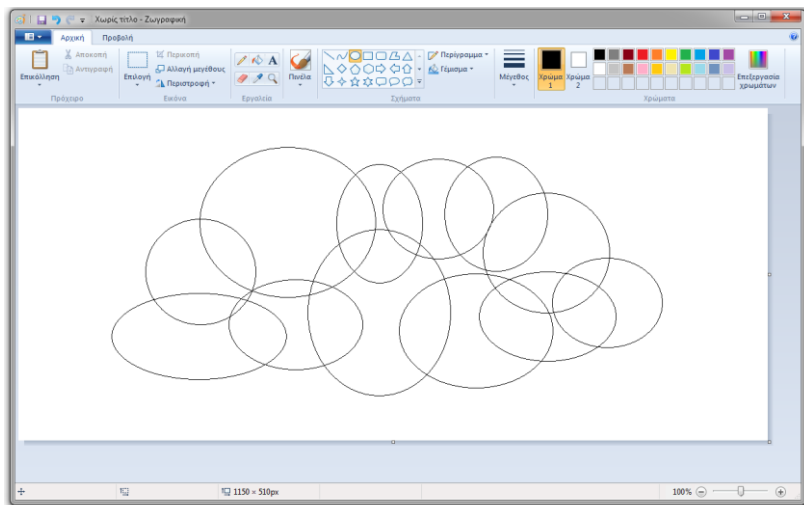 Χωρίς τίτλο - Ζωγραφική
Αρχική Προβολή
Επικόλληση
Αποκοπή
Αντιγραφή
Πρόχειρο
Επιλογή
Περικοπή
Αλλαγή μεγέθους
Περιστροφή
Εικόνα
A
Εργαλεία
Πινέλα
Περίγραμμα
Γέμισμα
Σχήματα
Μέγεθος
Χρώμα 1
Χρώμα 2
Επεξεργασία
χρωμάτων
Χρώματα
1150 × 510px
100%